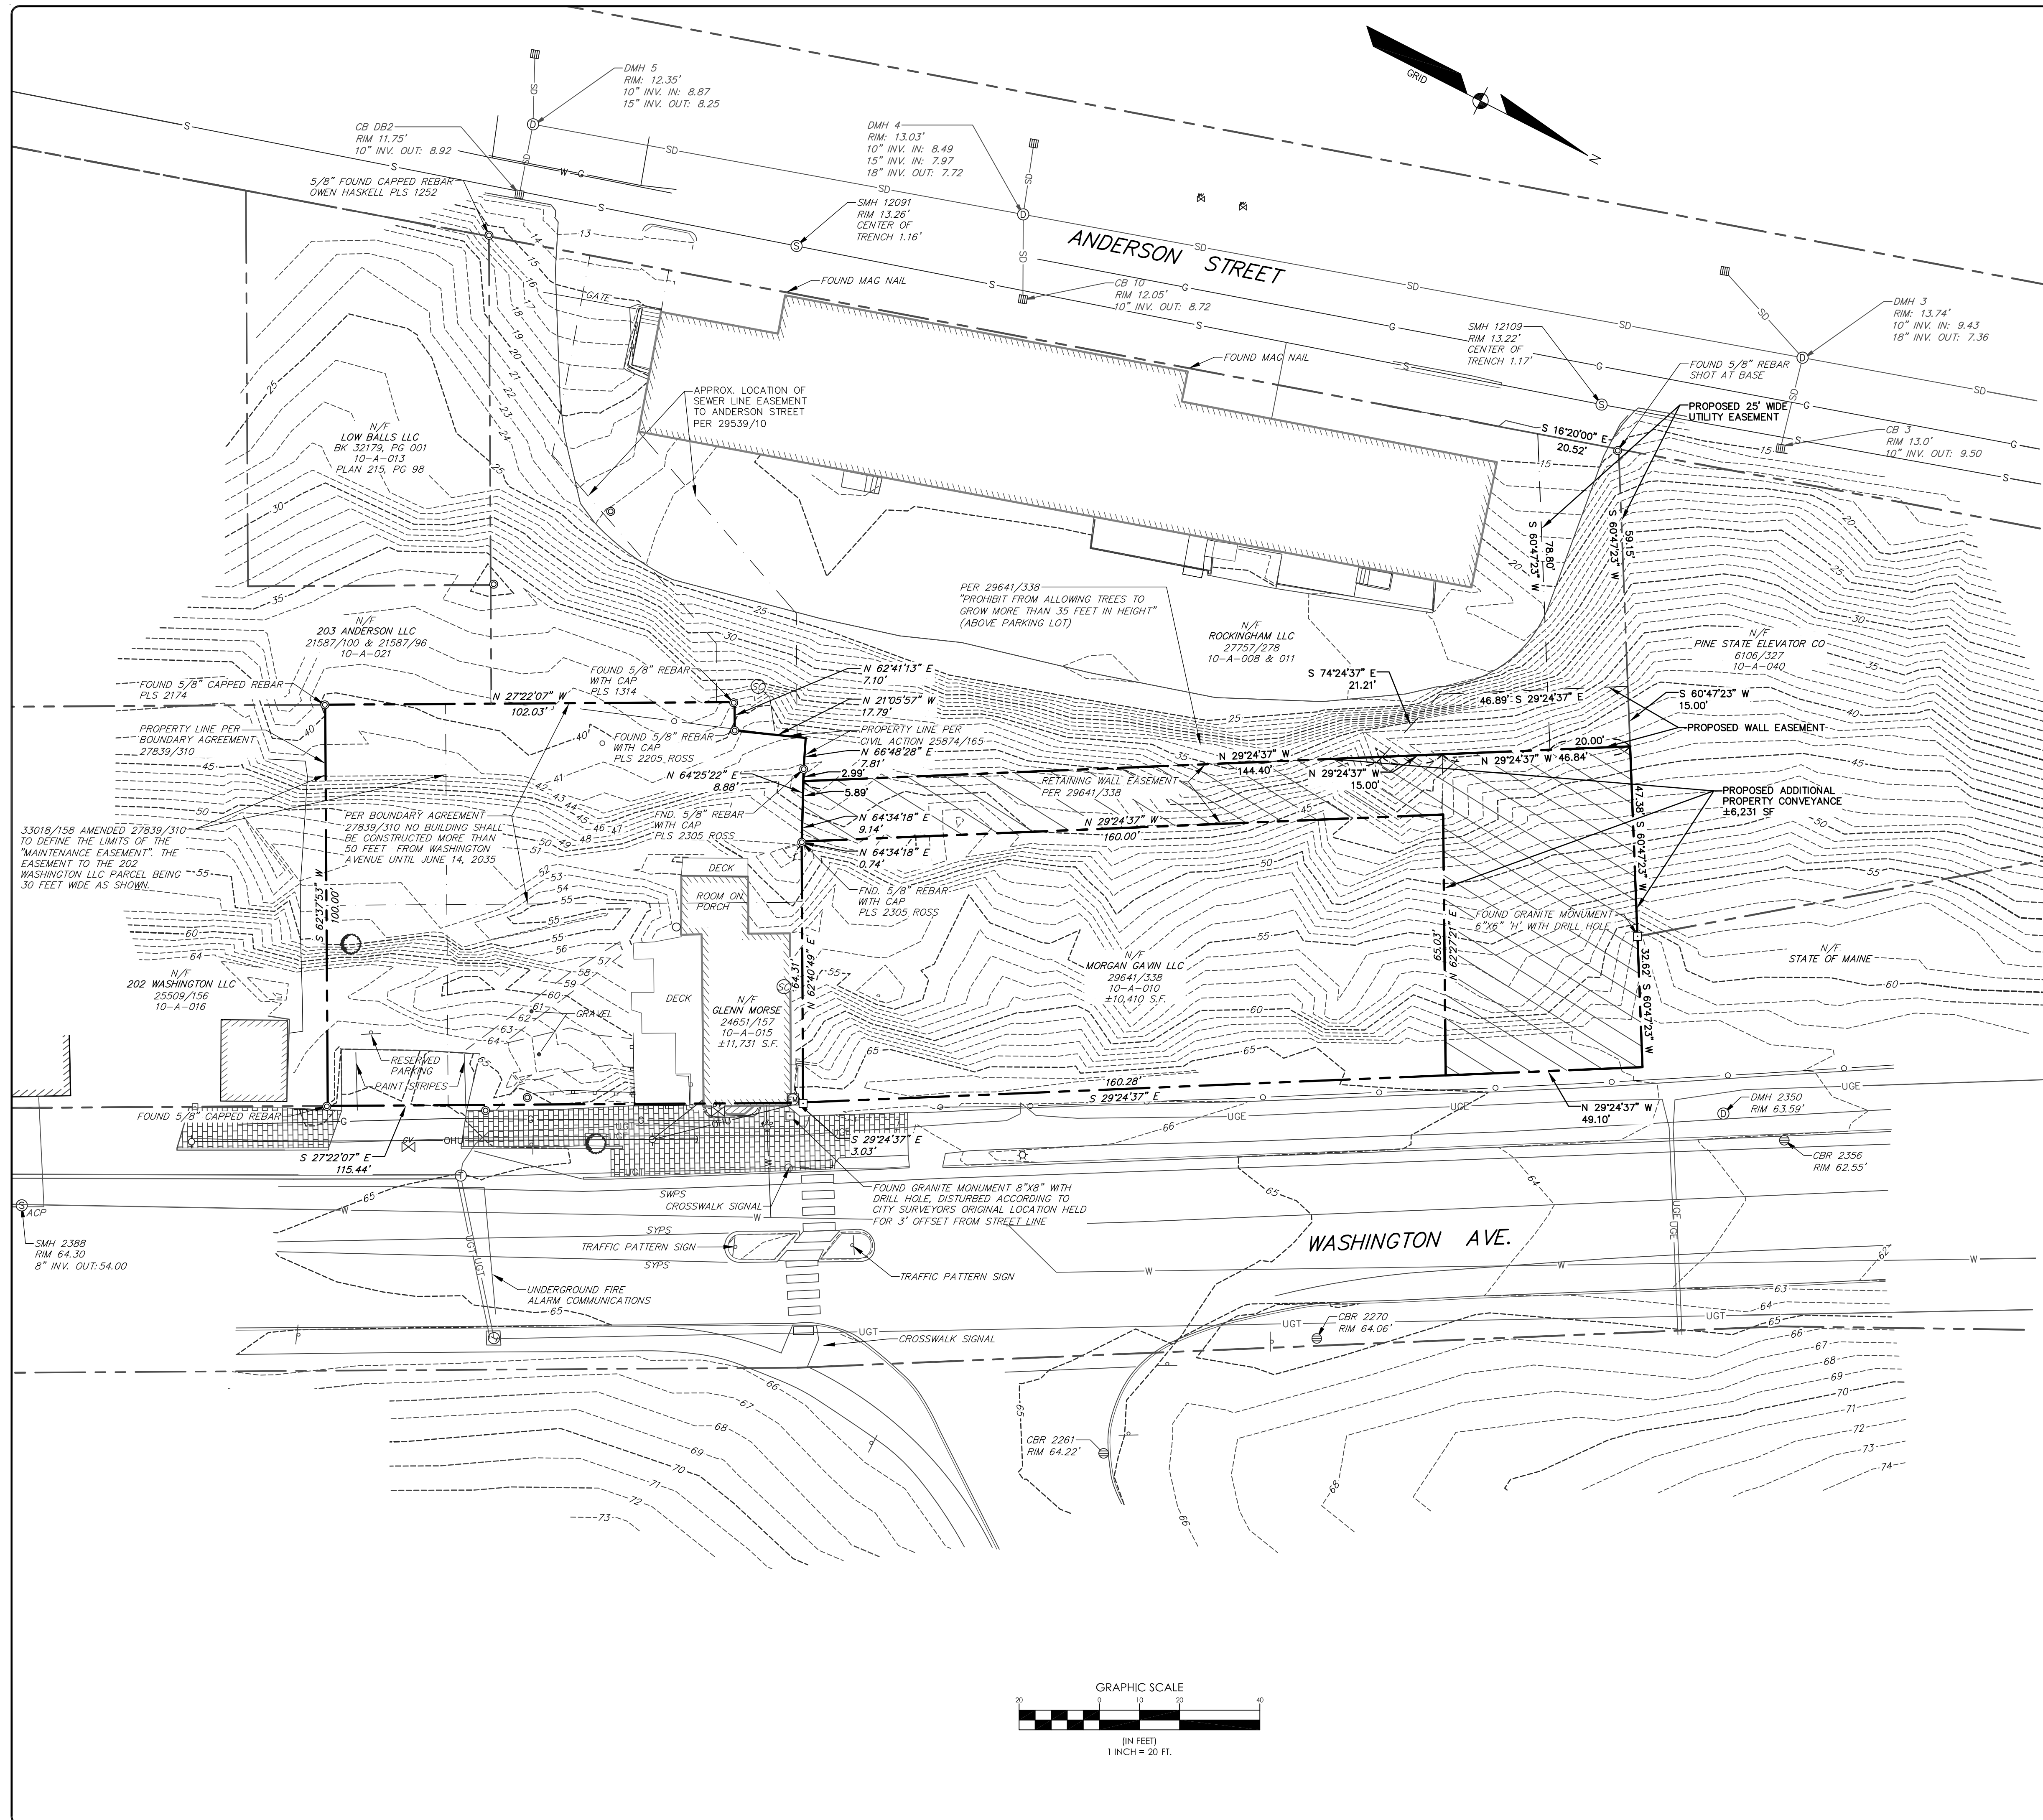 GRID
N
DMH 5
RIM: 12.35'
10" INV. IN: 8.87
15" INV. OUT: 8.25
CB DB2
RIM 11.75'
10" INV. OUT: 8.92
5/8" FOUND CAPPED REBAR
OWEN HASKELL PLS 1252
DMH 4
RIM: 13.03'
10" INV. IN: 8.49
15" INV. IN: 7.97
18" INV. OUT: 7.72
SMH 12091
RIM 13.26'
CENTER OF
TRENCH 1.16'
ANDERSON STREET
FOUND MAG NAIL
CB 10
RIM 12.05'
10" INV. OUT: 8.72
DMH 3
RIM: 13.74'
10" INV. IN: 9.43
18" INV. OUT: 7.36
SMH 12109
RIM 13.22'
CENTER OF
TRENCH 1.17'
FOUND MAG NAIL
FOUND 5/8" REBAR
SHOT AT BASE
PROPOSED 25' WIDE
UTILITY EASEMENT
CB 3
RIM 13.0'
10" INV. OUT: 9.50
GATE
APPROX. LOCATION OF
SEWER LINE EASEMENT
TO ANDERSON STREET
PER 29539/10
S 16°20'00" E
20.52'
N/F
LOW BALLS LLC
BK 32179, PG 001
10-A-013
PLAN 215, PG 98
78.80'
S 60°47'23" W
59.15'
S 60°47'23" W
PER 29641/338
"PROHIBIT FROM ALLOWING TREES TO
GROW MORE THAN 35 FEET IN HEIGHT"
(ABOVE PARKING LOT)
N/F
203 ANDERSON LLC
21587/100 & 21587/96
10-A-021
N/F
ROCKINGHAM LLC
27757/278
10-A-008 & 011
N/F
PINE STATE ELEVATOR CO
6106/327
10-A-040
FOUND 5/8" CAPPED REBAR
PLS 2174
FOUND 5/8" REBAR
WITH CAP
PLS 1314
N 62°41'13" E
7.10'
S 74°24'37" E
21.21'
N 27°22'07" W
102.03'
N 21°05'57" W
17.79'
46.89' S 29°24'37" E
S 60°47'23" W
15.00'
PROPERTY LINE PER
BOUNDARY AGREEMENT
27839/310
FOUND 5/8" REBAR
WITH CAP
PLS 2205 ROSS
PROPERTY LINE PER
CIVIL ACTION 25874/165
N 66°48'28" E
7.81'
PROPOSED WALL EASEMENT
20.00'
N 29°24'37" W
144.40'
N 29°24'37" W 46.84'
N 64°25'22" E
8.88'
2.99'
5.89'
RETAINING WALL EASEMENT
PER 29641/338
N 29°24'37" W
15.00'
PROPOSED ADDITIONAL
PROPERTY CONVEYANCE
±6,231 SF
33018/158 AMENDED 27839/310
TO DEFINE THE LIMITS OF THE
"MAINTENANCE EASEMENT". THE
EASEMENT TO THE 202
WASHINGTON LLC PARCEL BEING
30 FEET WIDE AS SHOWN.
PER BOUNDARY AGREEMENT
27839/310 NO BUILDING SHALL
BE CONSTRUCTED MORE THAN
50 FEET FROM WASHINGTON
AVENUE UNTIL JUNE 14, 2035
FND. 5/8" REBAR
WITH CAP
PLS 2305 ROSS
N 64°34'18" E
9.14'
N 29°24'37" W
160.00'
47.38' S 60°47'23" W
N 64°34'18" E
0.74'
DECK
ROOM ON
PORCH
FND. 5/8" REBAR
WITH CAP
PLS 2305 ROSS
S 62°37'53" W
100.00'
FOUND GRANITE MONUMENT
6"X6" 'H' WITH DRILL HOLE
64.31'
N 62°40'49" E
65.03'
N 62°27'21" E
32.62' S 60°47'23" W
N/F
MORGAN GAVIN LLC
29641/338
10-A-010
±10,410 S.F.
N/F
STATE OF MAINE
N/F
202 WASHINGTON LLC
25509/156
10-A-016
DECK
N/F
GLENN MORSE
24651/157
10-A-015
±11,731 S.F.
GRAVEL
RESERVED
PARKING
PAINT STRIPES
160.28'
S 29°24'37" E
FOUND 5/8" CAPPED REBAR
S 27°22'07" E
115.44'
S 29°24'37" E
3.03'
N 29°24'37" W
49.10'
DMH 2350
RIM 63.59'
CBR 2356
RIM 62.55'
FOUND GRANITE MONUMENT 8"X8" WITH
DRILL HOLE, DISTURBED ACCORDING TO
CITY SURVEYORS ORIGINAL LOCATION HELD
FOR 3' OFFSET FROM STREET LINE
SWPS
CROSSWALK SIGNAL
ACP
OHU
SMH 2388
RIM 64.30
8" INV. OUT: 54.00
SYPS
TRAFFIC PATTERN SIGN
SYPS
TRAFFIC PATTERN SIGN
WASHINGTON AVE.
UNDERGROUND FIRE
ALARM COMMUNICATIONS
UGT
CROSSWALK SIGNAL
CBR 2270
RIM 64.06'
UGT
CBR 2261
RIM 64.22'
GRAPHIC SCALE
20 0 10 20 40
(IN FEET)
1 INCH = 20 FT.